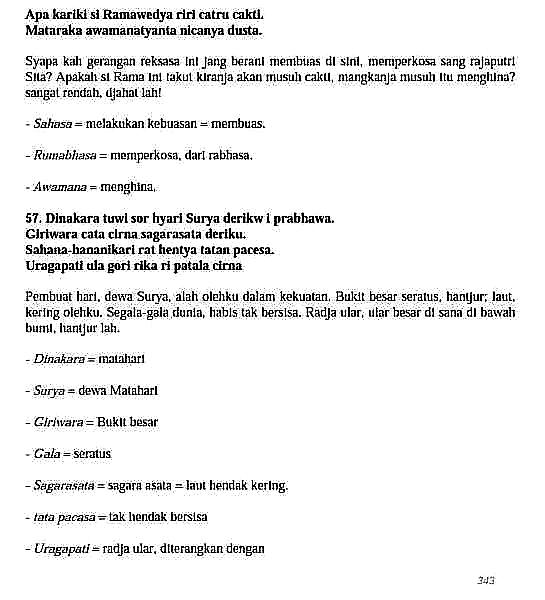 Apa kariki si Ramawedya riri catru cakti.
Mataraka awamanatyanta nicanya dusta.
Syapa kah gerangan reksasa ini jang berani membuas di sini, memperkosa sang rajaputri
Sita? Apakah si Rama ini takut kiranja akan musuh cakti, mangkanja musuh itu menghina?
sangat rendah, djahat lah!
- Sahasa = melakukan kebuasan = membuas.
- Rumabhasa = memperkosa, dari rabhasa.
- Awamana = menghina,
57. Dinakara tuwi sor hyari Surya derikw i prabhawa.
Giriwara cata cirna sagarasata deriku.
Sahana-hananikari rat hentya tatan pacesa.
Uragapati ula gori rika ri patala cirna
Pembuat hari, dewa Surya, alah olehku dalam kekuatan. Bukit besar seratus, hantjur; laut,
kering olehku. Segala-gala dunia, habis tak bersisa. Radja ular, ular besar di sana di bawah
bumi, hantjur lah.
- Dinakara = matahari
- Surya = dewa Matahari
- Giriwara = Bukit besar
- Gata = seratus
- Sagarasata = sagara asata = laut hendak kering.
- tata pacasa = tak hendak bersisa
- Uragapati = radja ular, diterangkan dengan
343